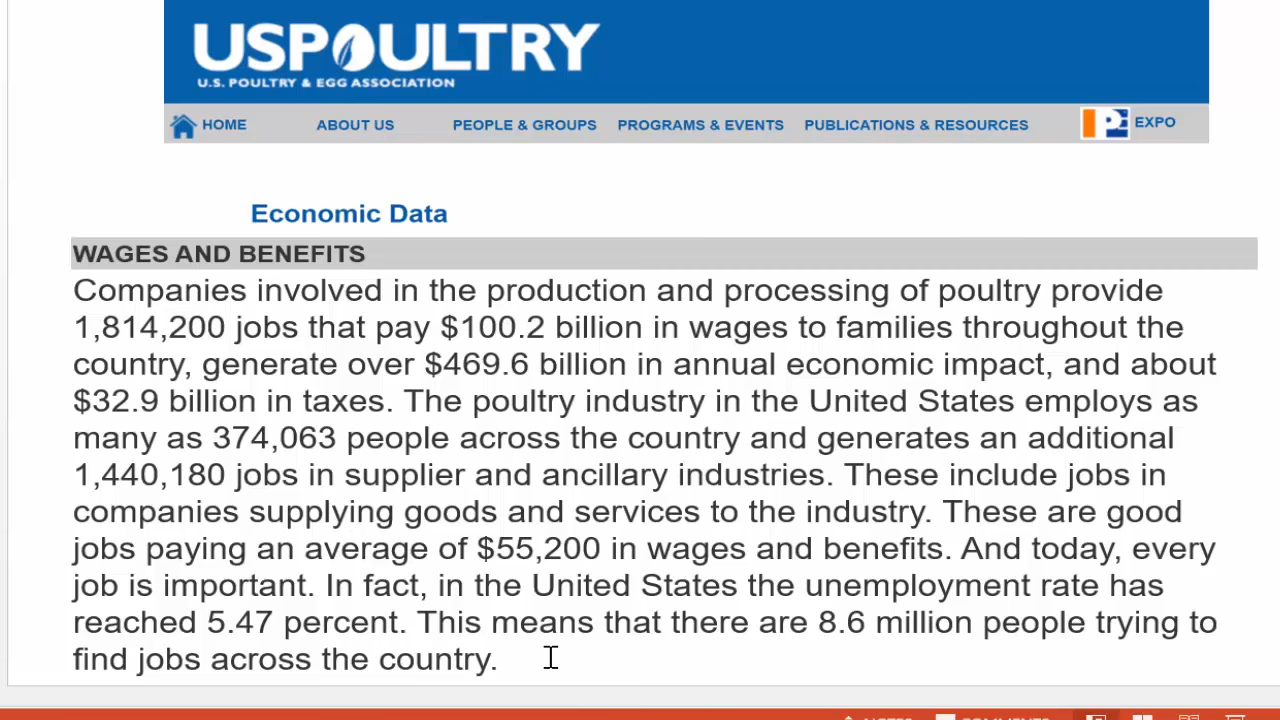 USPOULTRY
U.S. POULTRY & EGG ASSOCIATION
HOME ABOUT US PEOPLE & GROUPS PROGRAMS & EVENTS PUBLICATIONS & RESOURCES IPE EXPO
Economic Data
WAGES AND BENEFITS
Companies involved in the production and processing of poultry provide
1,814,200 jobs that pay $100.2 billion in wages to families throughout the
country, generate over $469.6 billion in annual economic impact, and about
$32.9 billion in taxes. The poultry industry in the United States employs as
many as 374,063 people across the country and generates an additional
1,440,180 jobs in supplier and ancillary industries. These include jobs in
companies supplying goods and services to the industry. These are good
jobs paying an average of $55,200 in wages and benefits. And today, every
job is important. In fact, in the United States the unemployment rate has
reached 5.47 percent. This means that there are 8.6 million people trying to
find jobs across the country.